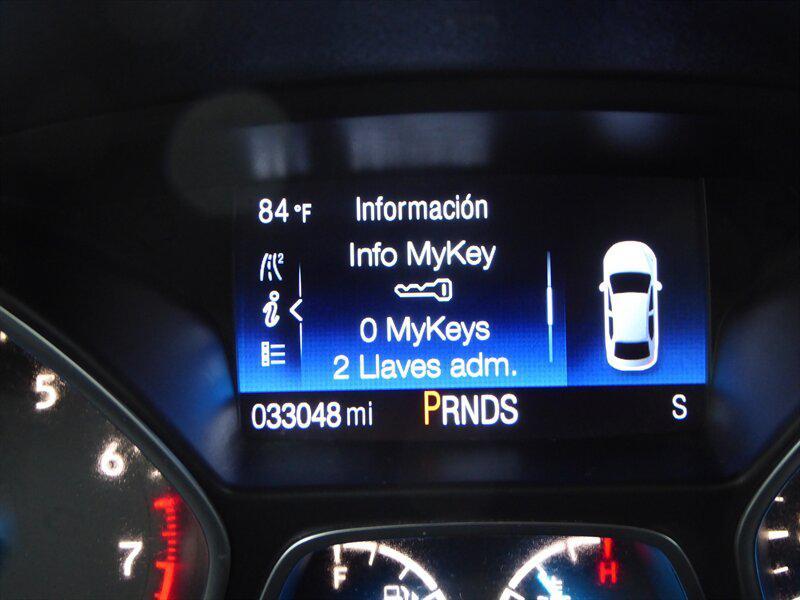 84 °F Información
Info MyKey
0 MyKeys
2 Llaves adm.
033048 mi PRNDS S
5
6
7
F
H